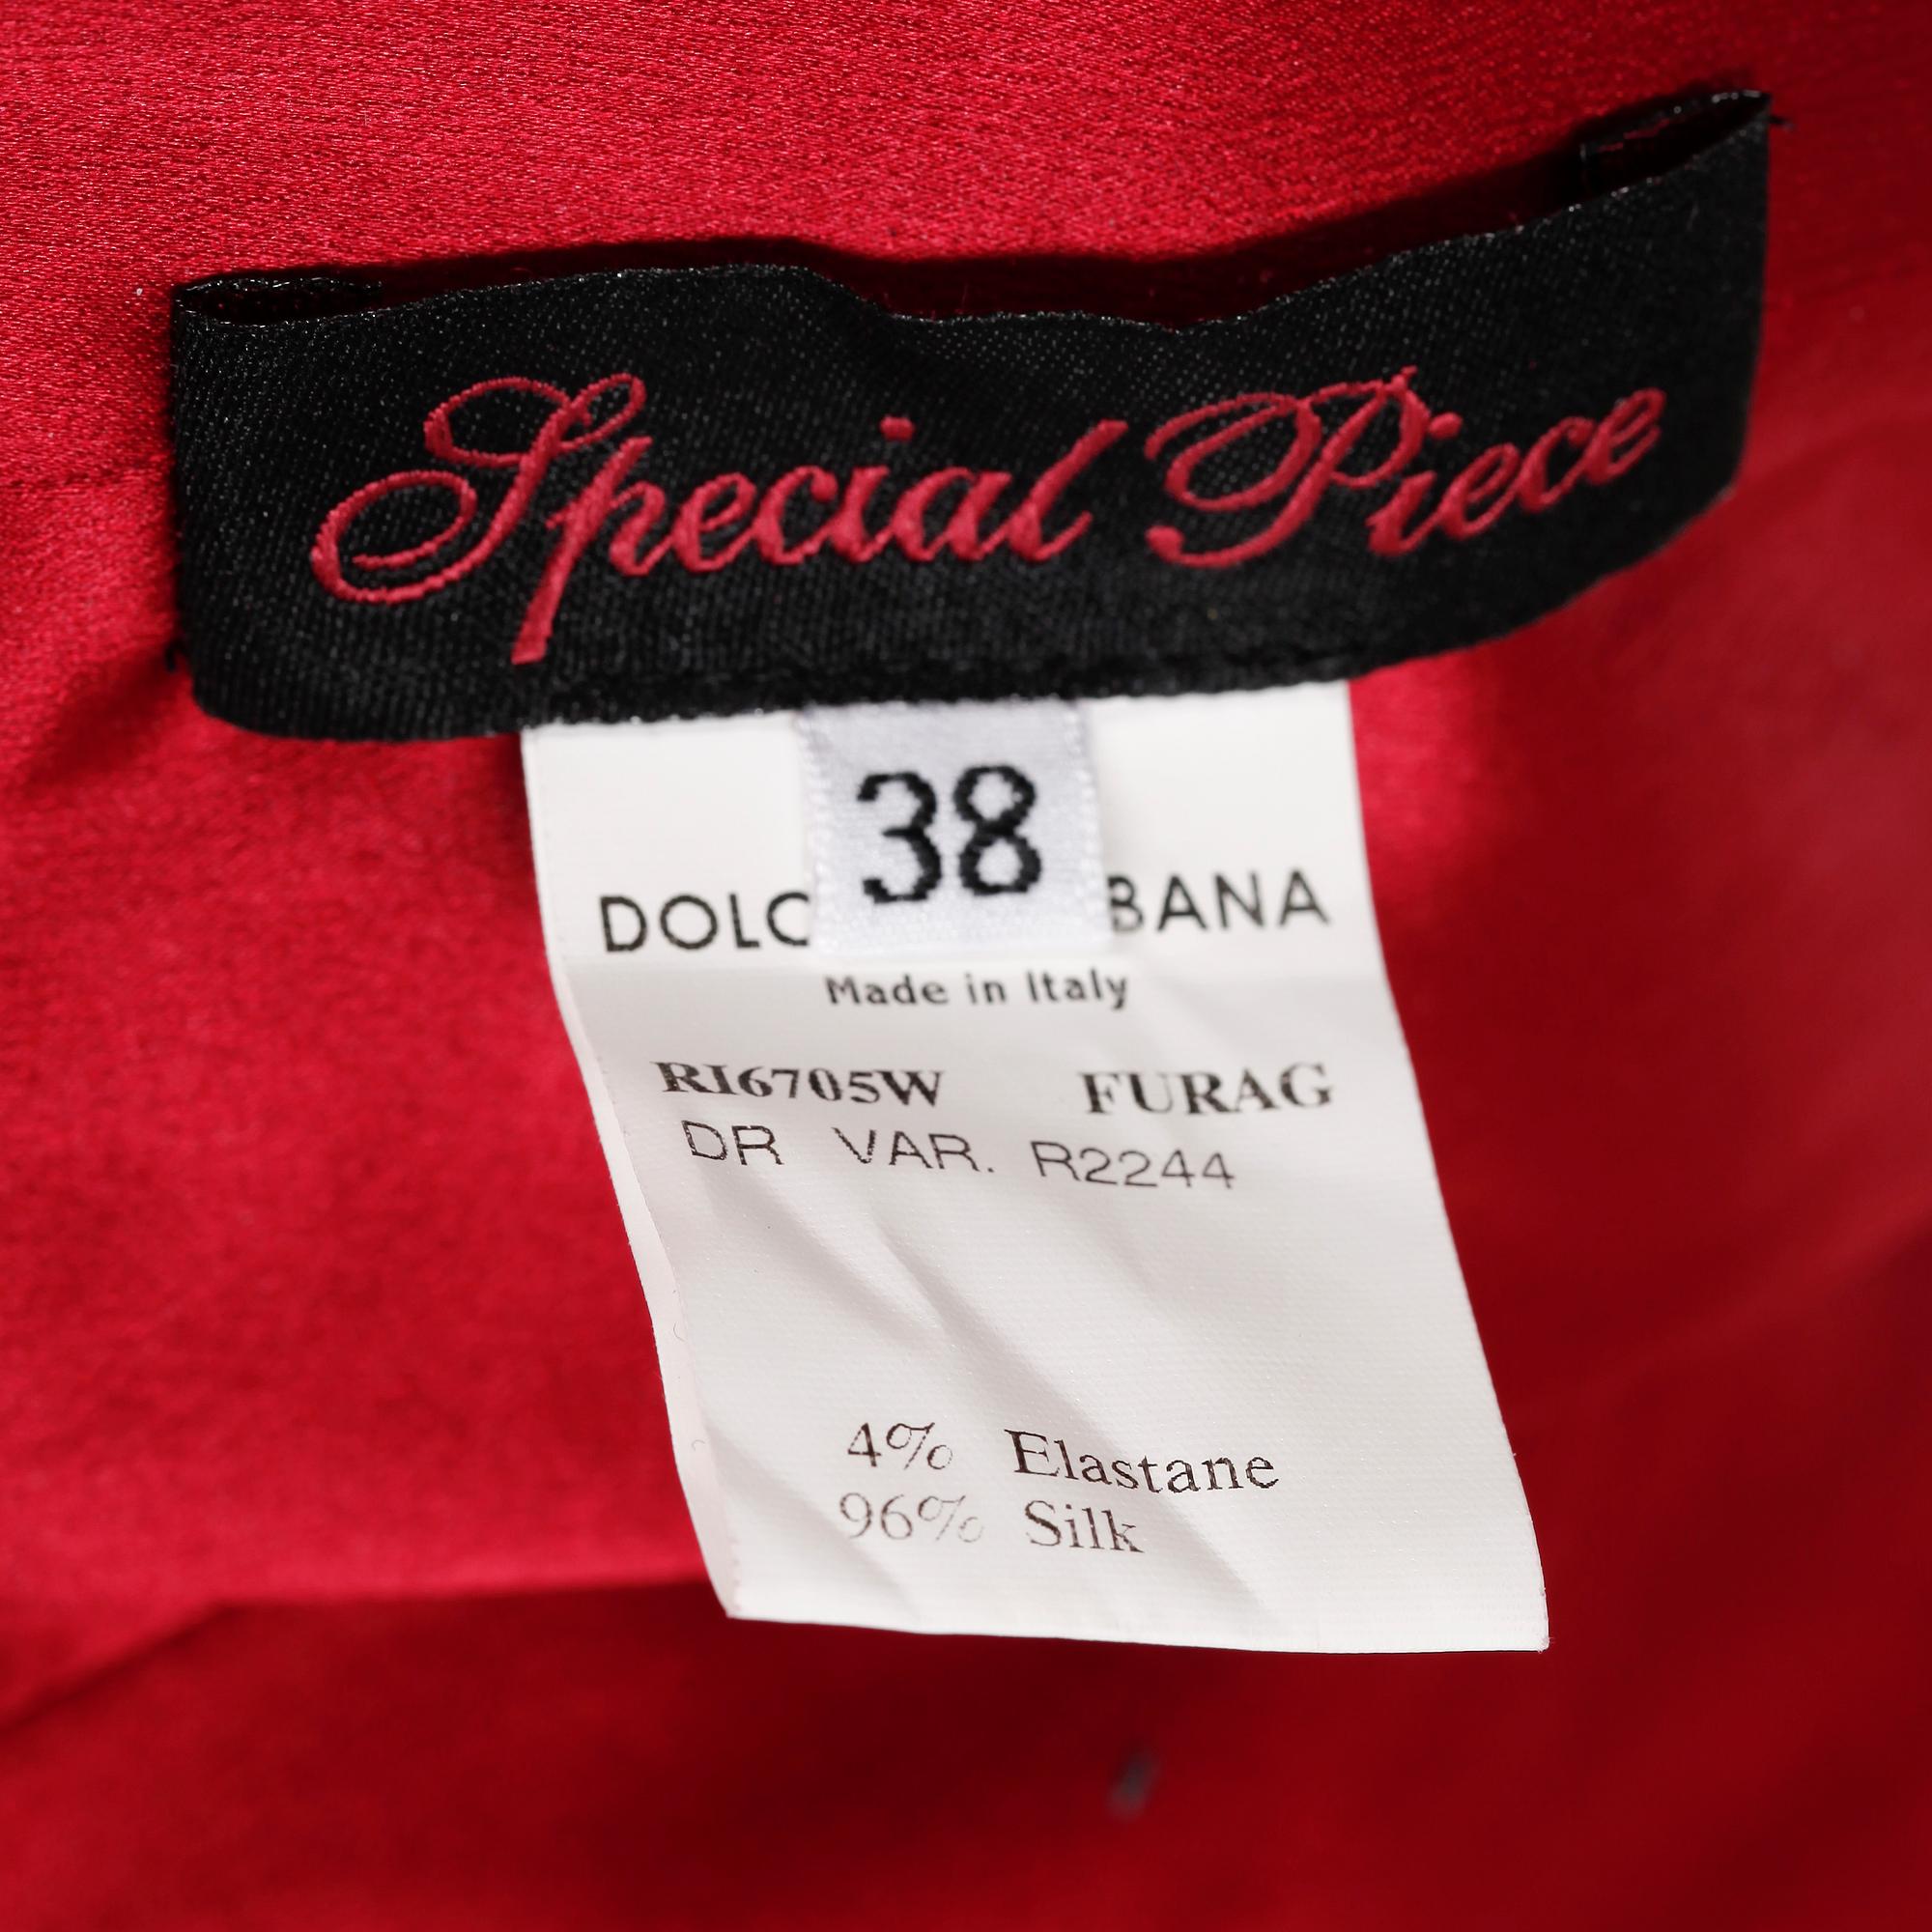 Special Piece
38
DOLC BANA
Made in Italy
RI6705W FURAG
DR VAR. R2244
4% Elastane
96% Silk